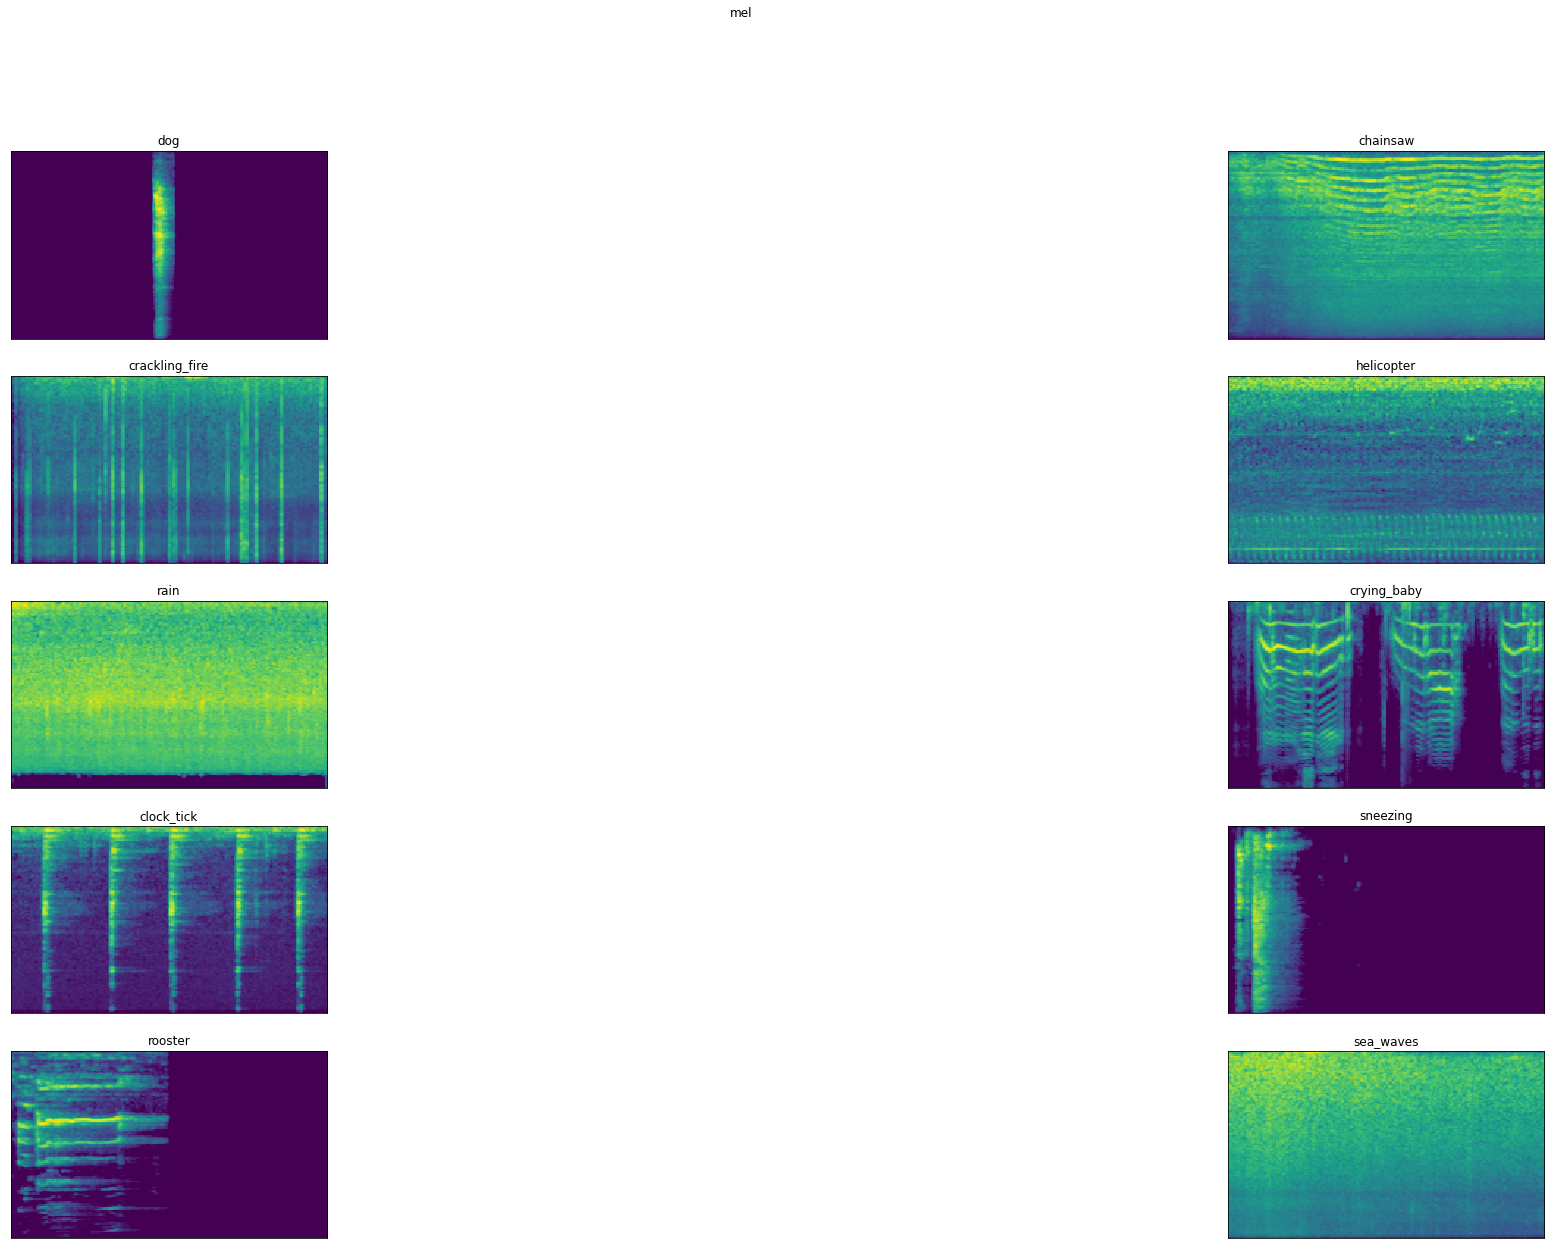 mel
dog
chainsaw
crackling_fire
helicopter
rain
crying_baby
clock_tick
sneezing
rooster
sea_waves